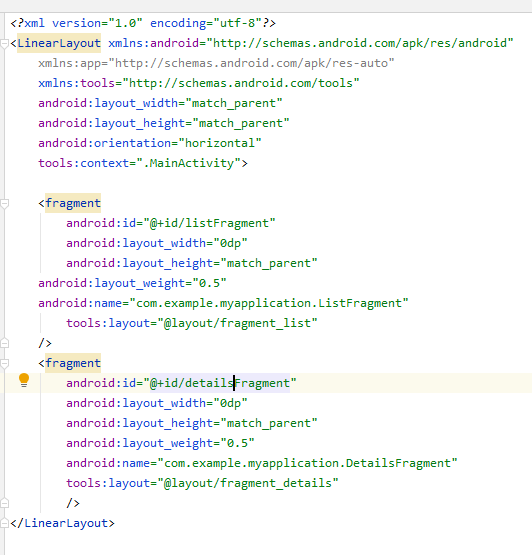 <?xml version="1.0" encoding="utf-8"?>
<LinearLayout xmlns:android="http://schemas.android.com/apk/res/android"
    xmlns:app="http://schemas.android.com/apk/res-auto"
    xmlns:tools="http://schemas.android.com/tools"
    android:layout_width="match_parent"
    android:layout_height="match_parent"
    android:orientation="horizontal"
    tools:context=".MainActivity">

    <fragment
        android:id="@+id/listFragment"
        android:layout_width="0dp"
        android:layout_height="match_parent"
    android:layout_weight="0.5"
    android:name="com.example.myapplication.ListFragment"
        tools:layout="@layout/fragment_list"
    />
    <fragment
        android:id="@+id/detailsFragment"
        android:layout_width="0dp"
        android:layout_height="match_parent"
        android:layout_weight="0.5"
        android:name="com.example.myapplication.DetailsFragment"
        tools:layout="@layout/fragment_details"
        />
</LinearLayout>